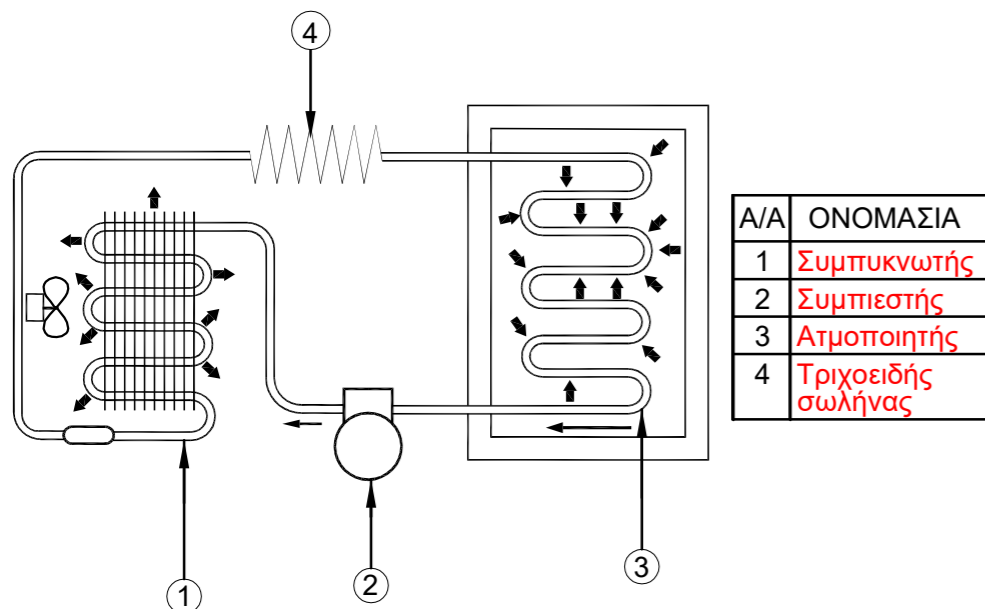 4
A/A ΟΝΟΜΑΣΙΑ
1 Συμπυκνωτής
2 Συμπιεστής
3 Ατμοποιητής
4 Τριχοειδής
σωλήνας
3
2
1